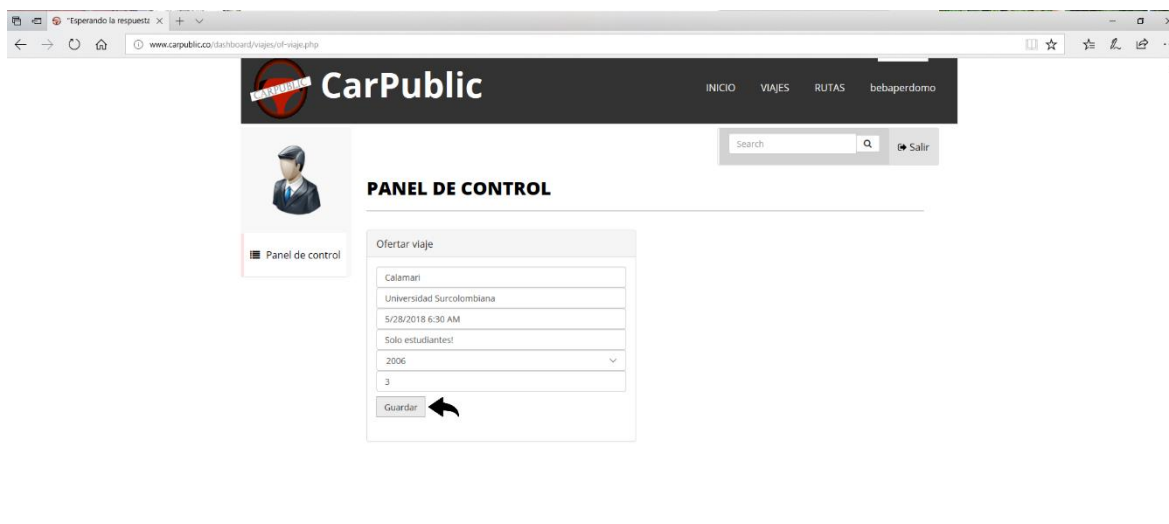 "Esperando la respuesta
www.carpublic.co/dashboard/viajes/of-viaje.php
CARPUBLIC
CarPublic
INICIO VIAJES RUTAS bebaperdomo
Search
Salir
PANEL DE CONTROL
Panel de control
Ofertar viaje
Calamari
Universidad Surcolombiana
5/28/2018 6:30 AM
Solo estudiantes!
2006
3
Guardar